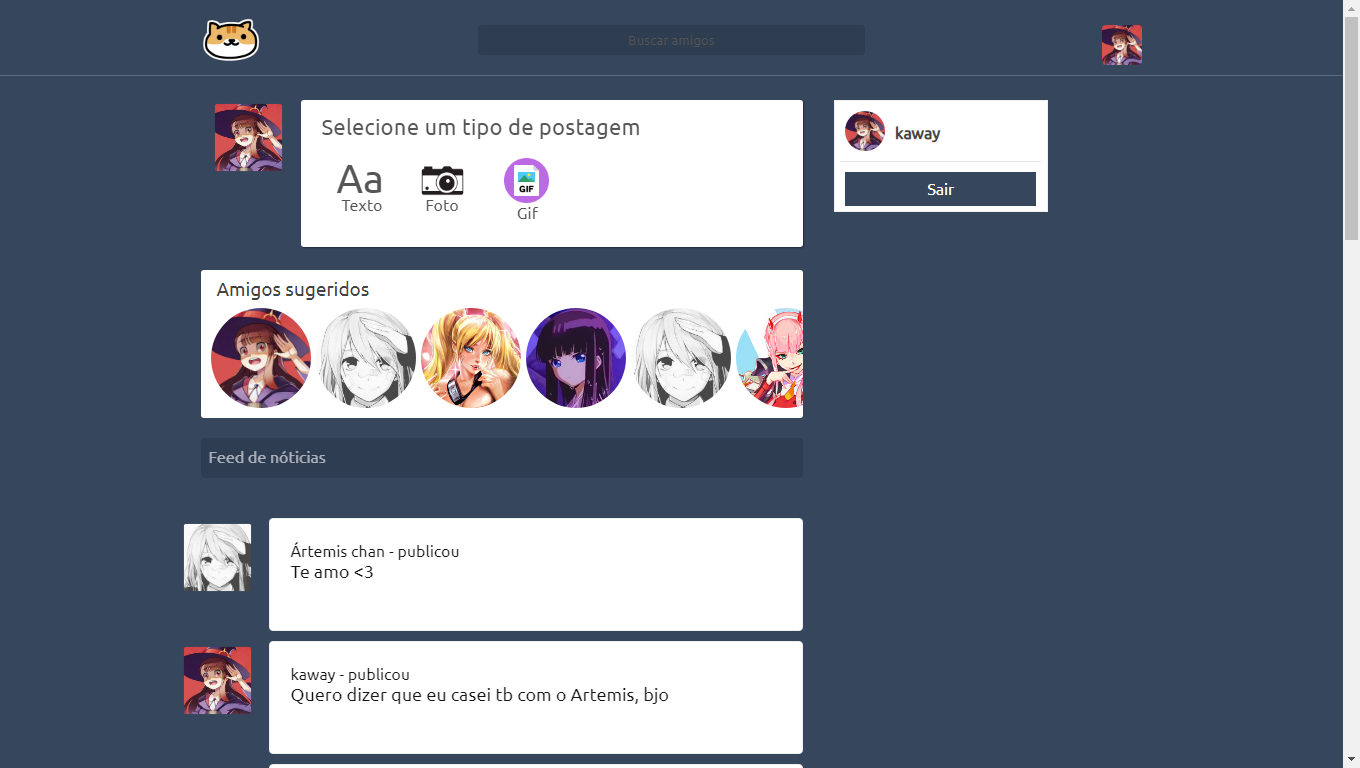 Buscar amigos
Selecione um tipo de postagem
Aa
Texto
Foto
GIF
Gif
kaway
Sair
Amigos sugeridos
Feed de nóticias
Ártemis chan - publicou
Te amo <3
kaway - publicou
Quero dizer que eu casei tb com o Artemis, bjo